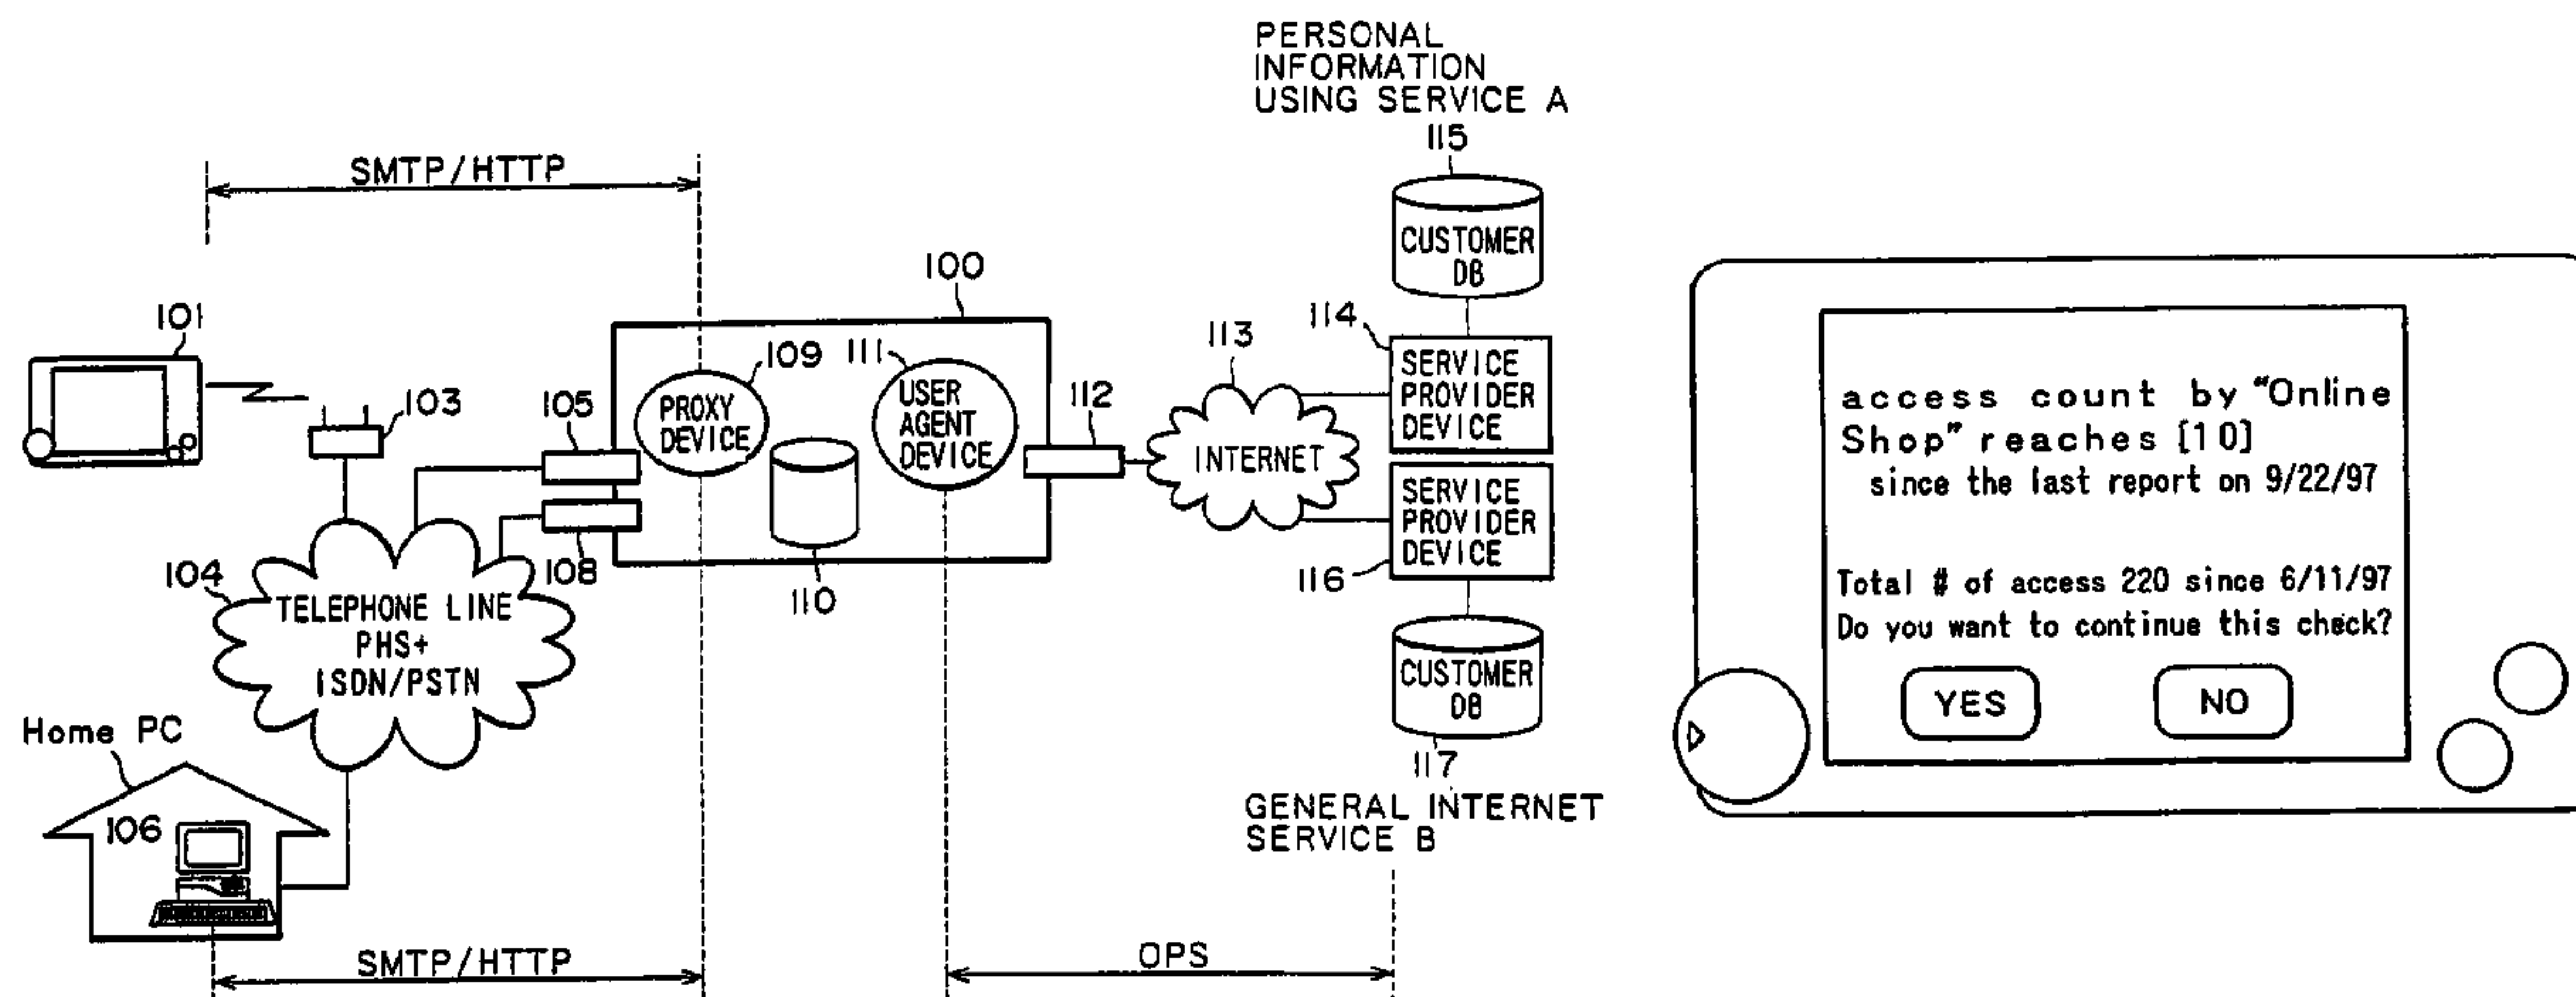 PERSONAL
INFORMATION
USING SERVICE A
115
CUSTOMER
DB
SMTP/HTTP
100
101
103
105
109
PROXY
DEVICE
111
USER
AGENT
DEVICE
112
113
INTERNET
114
SERVICE
PROVIDER
DEVICE
SERVICE
PROVIDER
DEVICE
116
CUSTOMER
DB
117
GENERAL INTERNET
SERVICE B
108
110
104
TELEPHONE LINE
PHS+
ISDN/PSTN
Home PC
106
SMTP/HTTP
OPS
access count by "Online
Shop" reaches [10]
since the last report on 9/22/97
Total # of access 220 since 6/11/97
Do you want to continue this check?
YES
NO